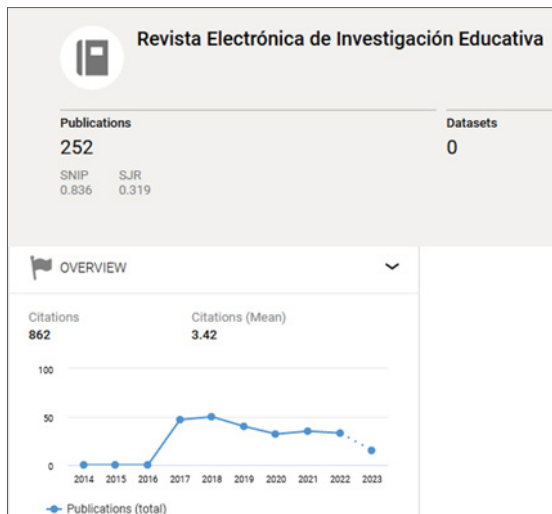 Revista Electrónica de Investigación Educativa
Publications
Datasets
252
0
SNIP SJR
0.836 0.319
OVERVIEW
Citations
Citations (Mean)
862
3.42
100
50
0
2014 2015 2016 2017 2018 2019 2020 2021 2022 2023
Publications (total)